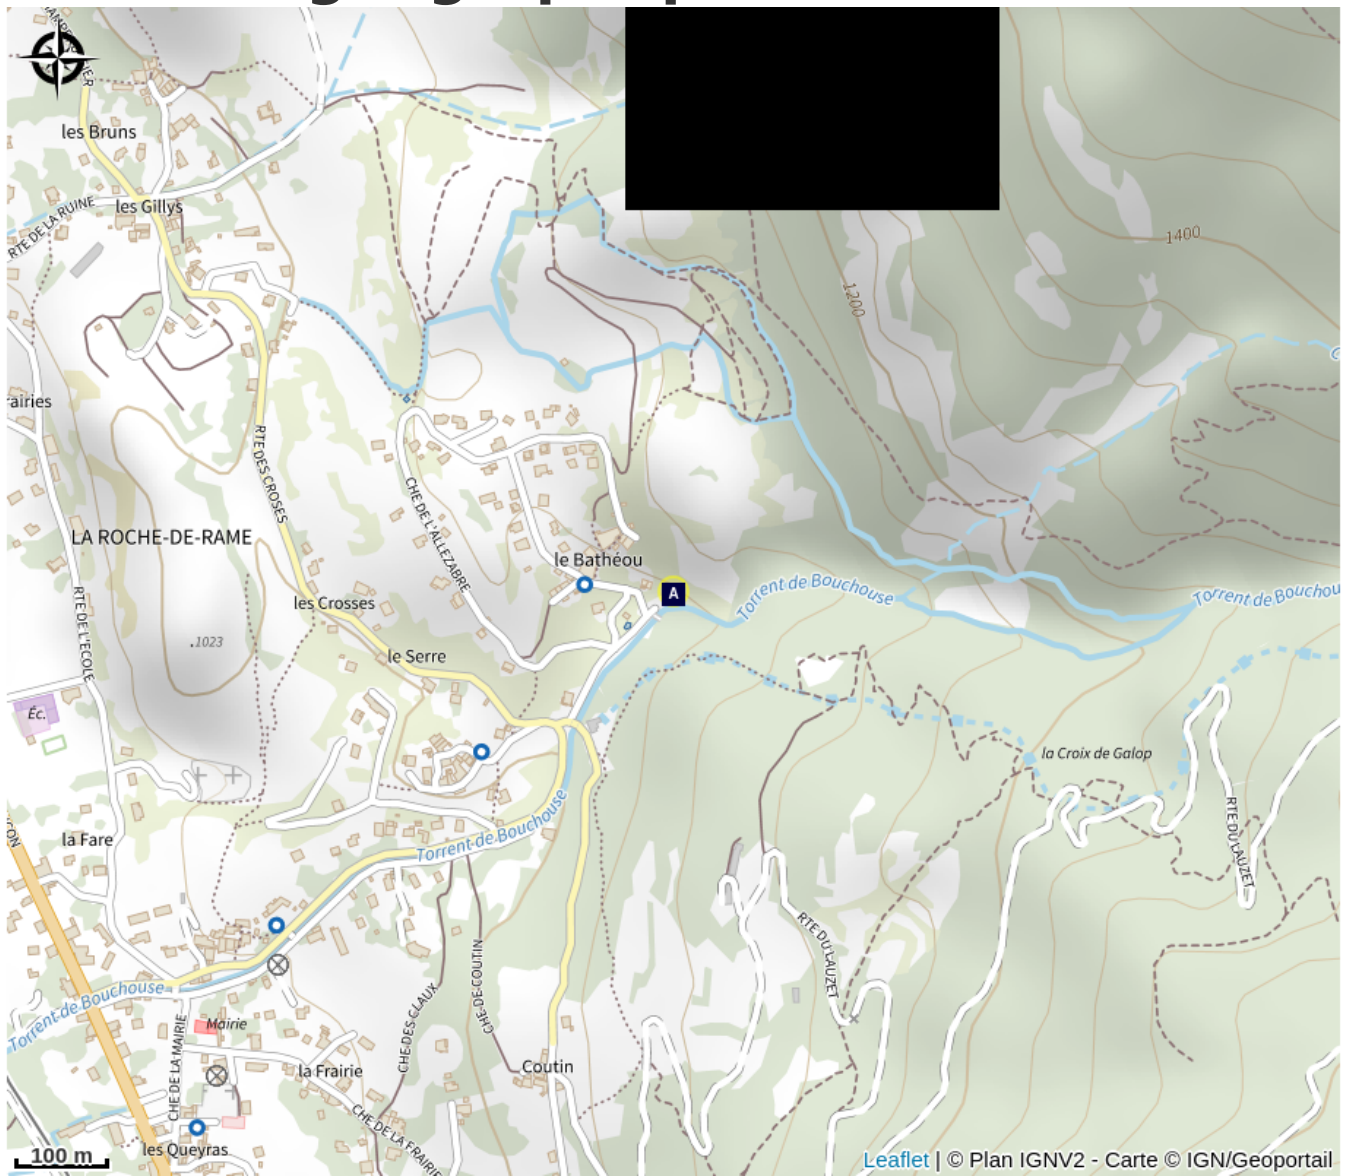 les Bruns
les Gillys
RTE DE LA RUINE
1400
1200
rairies
RTE DES CROSES
CHE DE L'ALLEZABRE
LA ROCHE-DE-RAME
le Bathéou
A
Torrent de Bouchouse
Torrent de Bouchou
les Crosses
RTE DE L'ECOLE
.1023
le Serre
Éc.
la Croix de Galop
RTE DU LAUZET
Torrent de Bouchouse
la Fare
RTE DU LAUZET
CHE-DE-COUTIN
CHE DES CLAUX
Torrent de Bouchouse
Mairie
CHE DE LA MAIRIE
la Frairie
Coutin
CHE DE LA FRAIRIE
les Queyras
100 m
Leaflet | © Plan IGNV2 - Carte © IGN/Geoportail